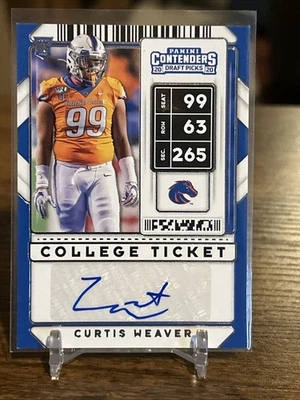 PANINI
CONTENDERS
20 DRAFT PICKS 20
RC
SEAT 99
ROW 63
SEC. 265
99
COLLEGE TICKET
CURTIS WEAVER